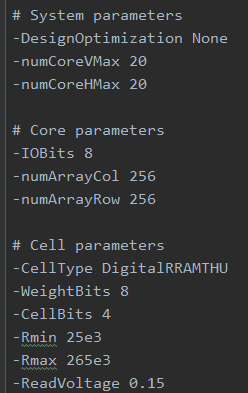 # System parameters
-DesignOptimization None
-numCoreVMax 20
-numCoreHMax 20
# Core parameters
-IOBits 8
-numArrayCol 256
-numArrayRow 256
# Cell parameters
-CellType DigitalRRAMTHU
-WeightBits 8
-CellBits 4
-Rmin 25e3
-Rmax 265e3
-ReadVoltage 0.15